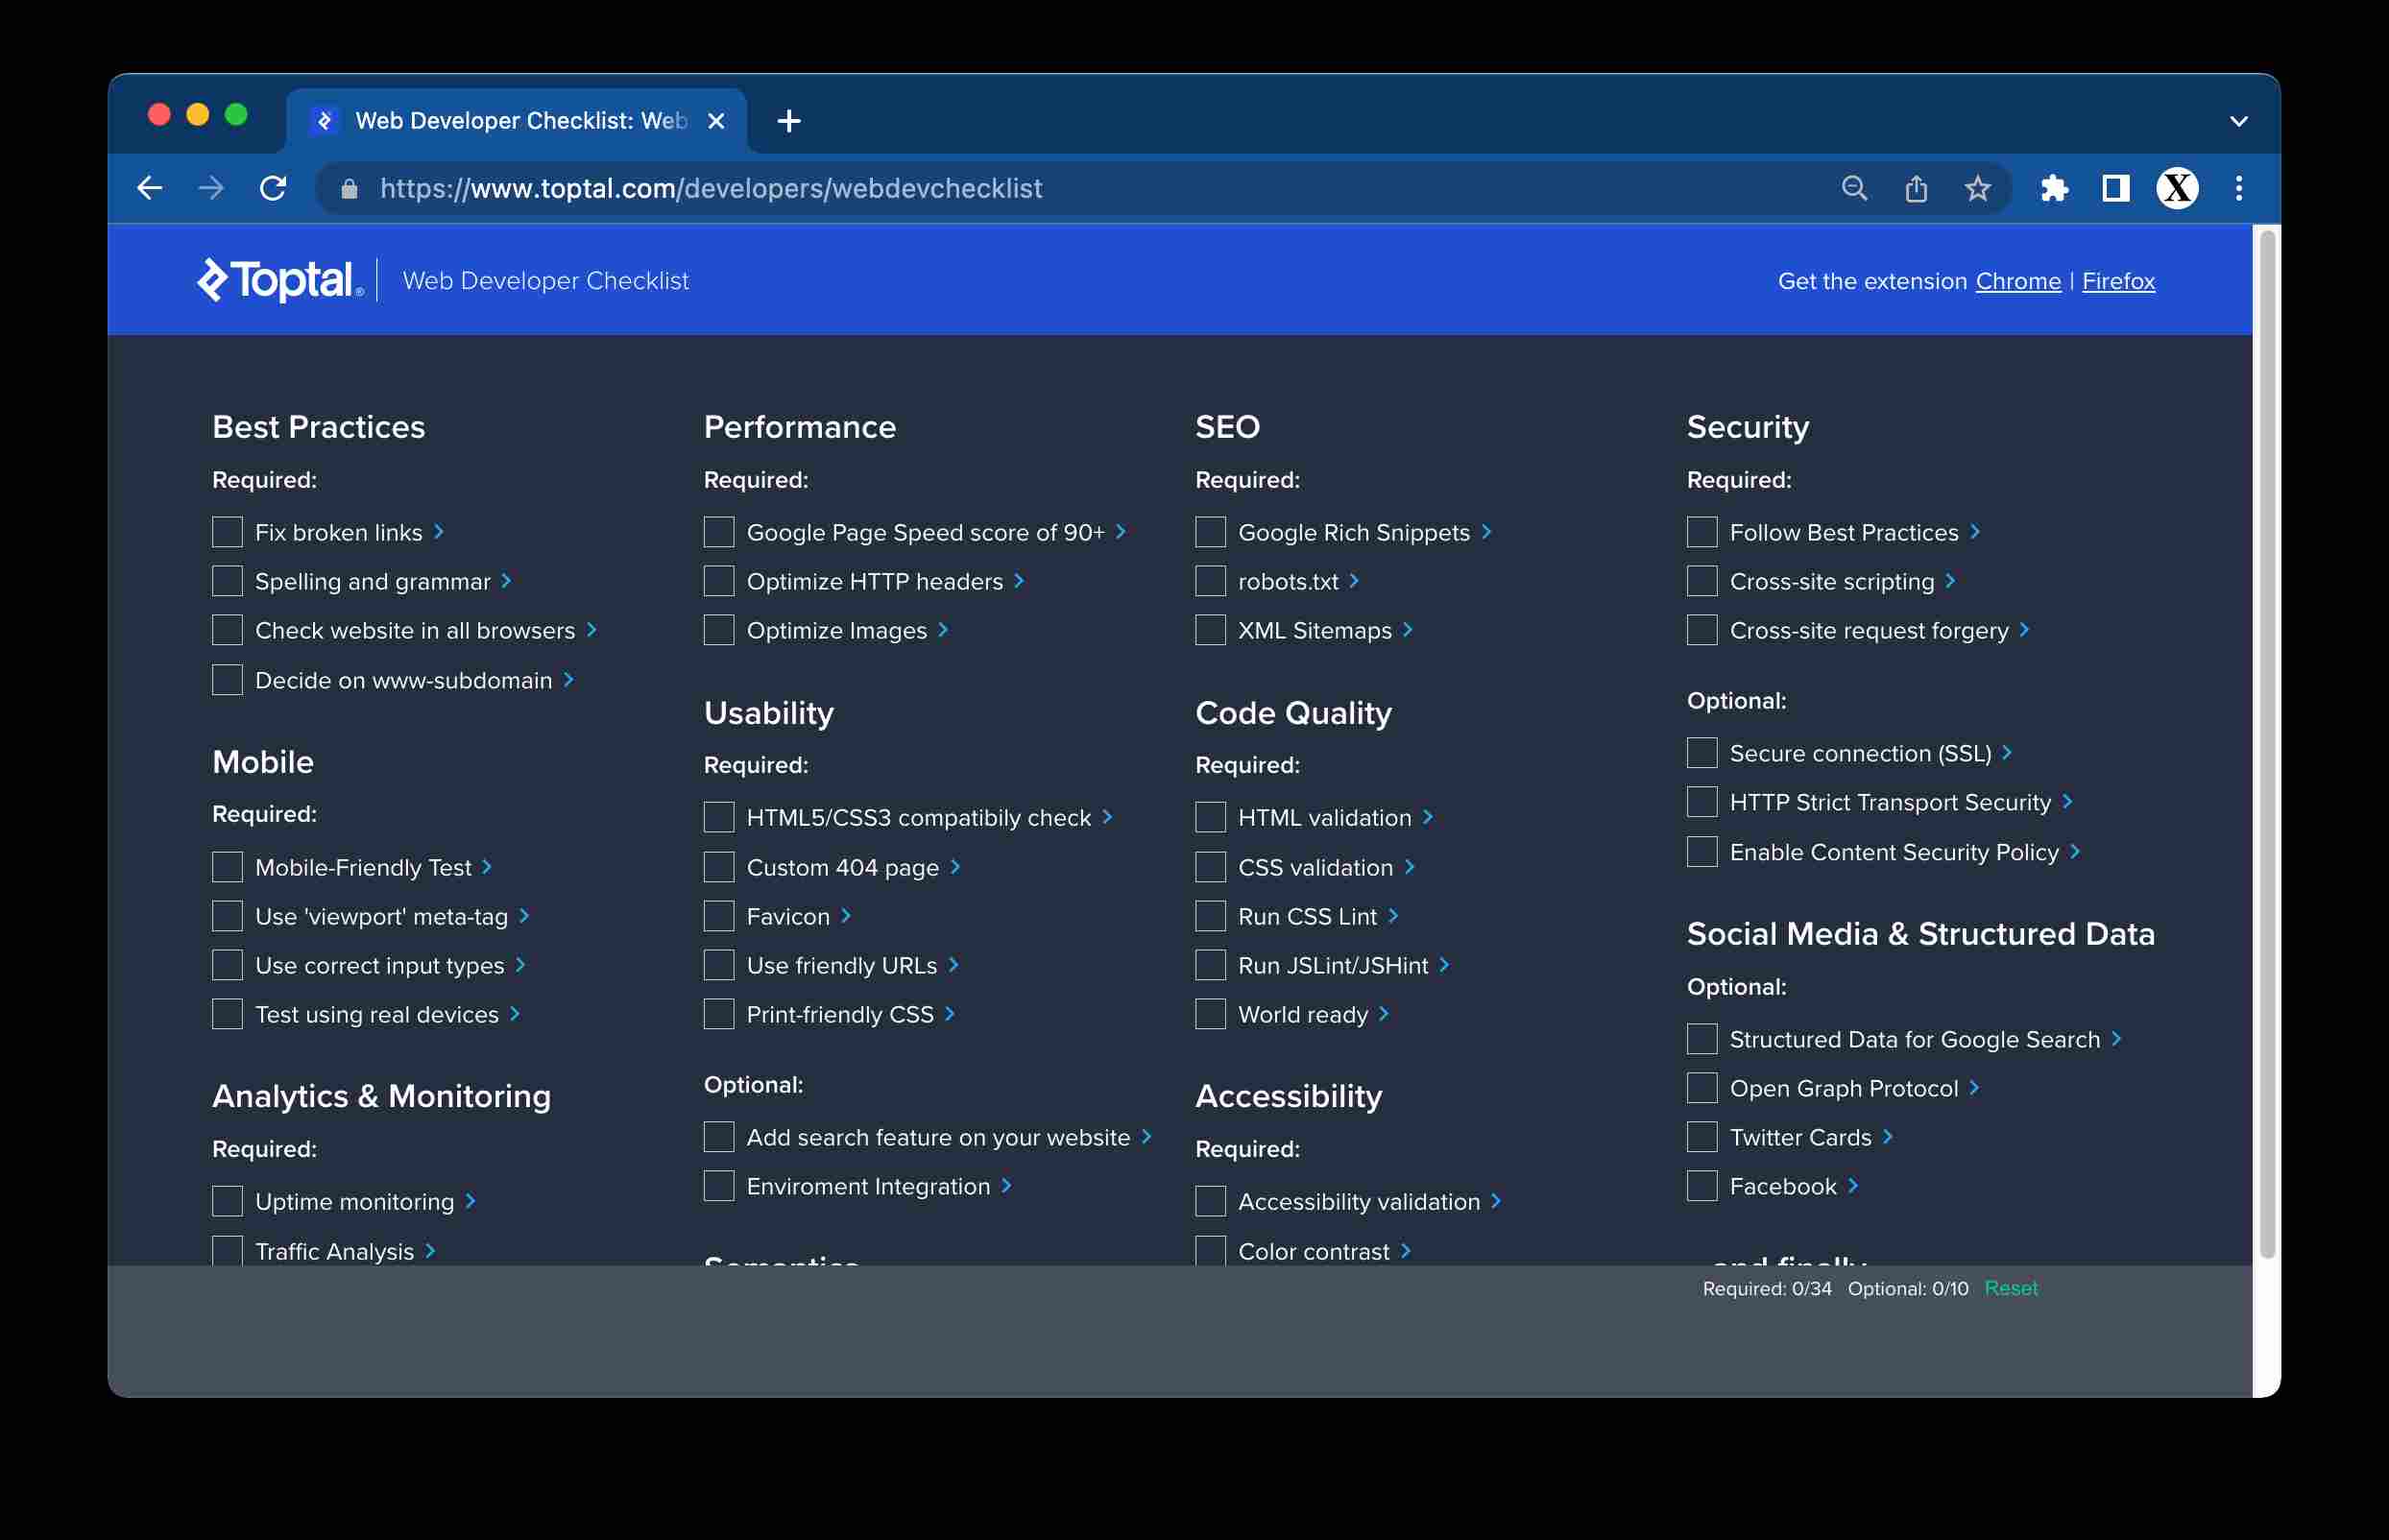 Web Developer Checklist: Web
https://www.toptal.com/developers/webdevchecklist
X
Toptal® | Web Developer Checklist
Get the extension Chrome | Firefox
Best Practices
Required:
Fix broken links
Spelling and grammar
Check website in all browsers
Decide on www-subdomain
Mobile
Required:
Mobile-Friendly Test
Use 'viewport' meta-tag
Use correct input types
Test using real devices
Analytics & Monitoring
Required:
Uptime monitoring
Traffic Analysis
Performance
Required:
Google Page Speed score of 90+
Optimize HTTP headers
Optimize Images
Usability
Required:
HTML5/CSS3 compatibily check
Custom 404 page
Favicon
Use friendly URLs
Print-friendly CSS
Optional:
Add search feature on your website
Enviroment Integration
Semantics
SEO
Required:
Google Rich Snippets
robots.txt
XML Sitemaps
Code Quality
Required:
HTML validation
CSS validation
Run CSS Lint
Run JSLint/JSHint
World ready
Accessibility
Required:
Accessibility validation
Color contrast
Security
Required:
Follow Best Practices
Cross-site scripting
Cross-site request forgery
Optional:
Secure connection (SSL)
HTTP Strict Transport Security
Enable Content Security Policy
Social Media & Structured Data
Optional:
Structured Data for Google Search
Open Graph Protocol
Twitter Cards
Facebook
and finally
Required: 0/34 Optional: 0/10 Reset